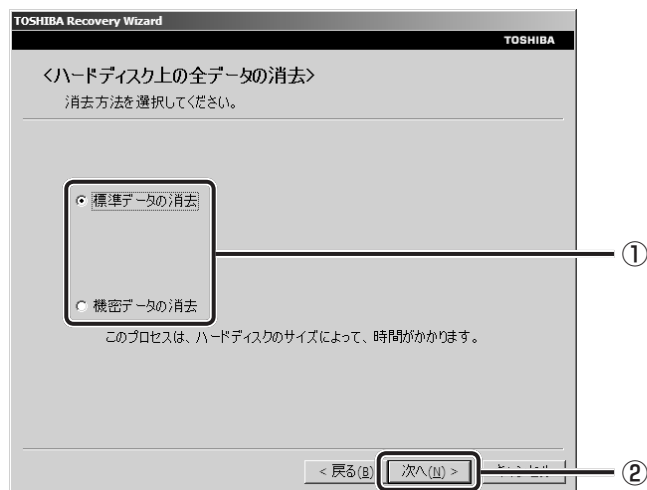 TOSHIBA Recovery Wizard
TOSHIBA
<ハードディスク上の全データの消去>
消去方法を選択してください。
標準データの消去
①
機密データの消去
このプロセスは、ハードディスクのサイズによって、時間がかかります。
< 戻る(B) 次へ(N) >
②